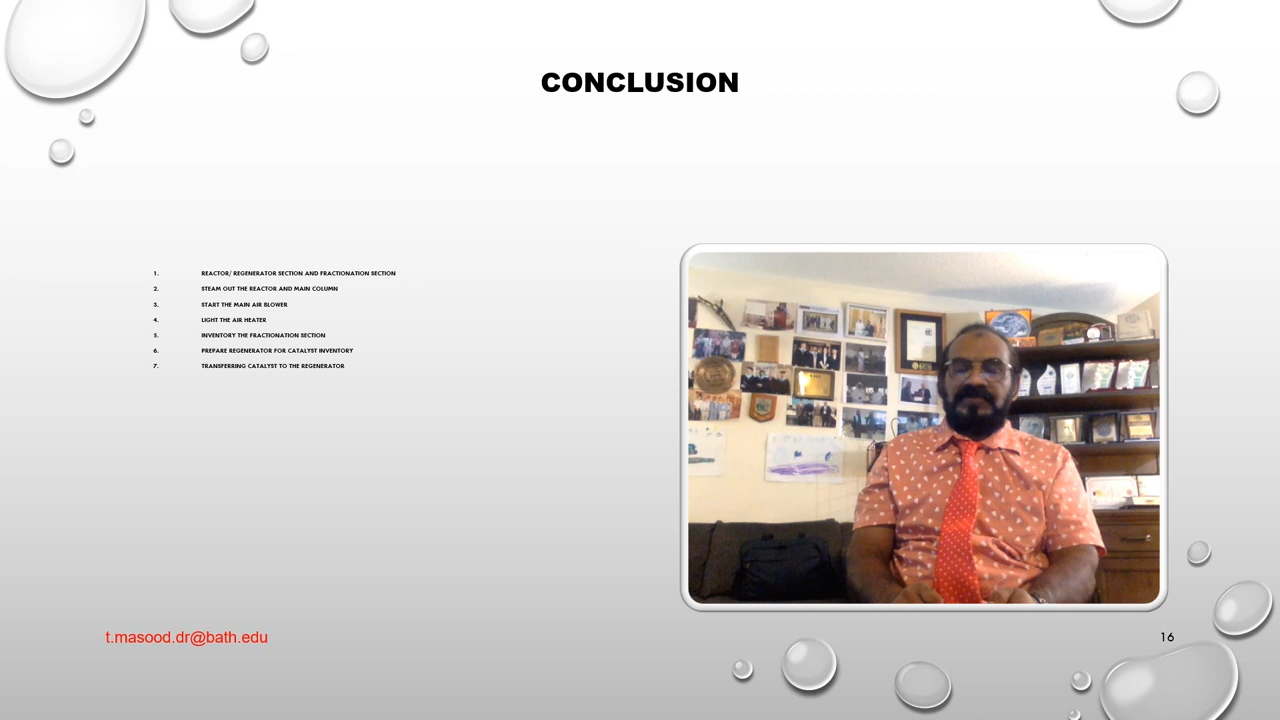 CONCLUSION
1. REACTOR/ REGENERATOR SECTION AND FRACTIONATION SECTION
2. STEAM OUT THE REACTOR AND MAIN COLUMN
3. START THE MAIN AIR BLOWER
4. LIGHT THE AIR HEATER
5. INVENTORY THE FRACTIONATION SECTION
6. PREPARE REGENERATOR FOR CATALYST INVENTORY
7. TRANSFERRING CATALYST TO THE REGENERATOR
t.masood.dr@bath.edu
16